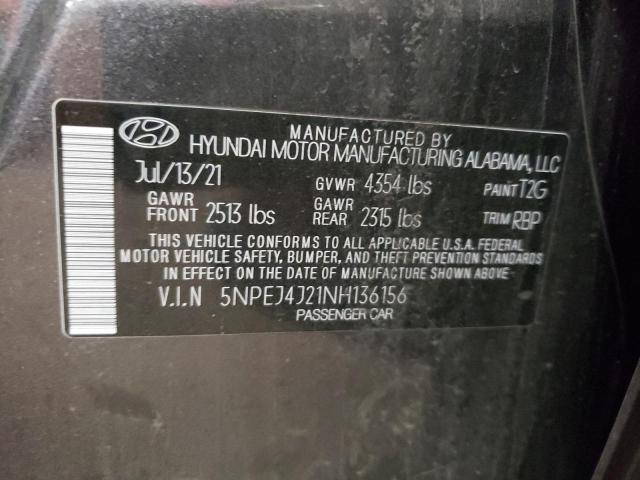 MANUFACTURED BY
HYUNDAI MOTOR MANUFACTURING ALABAMA, LLC
Jul/13/21 GVWR 4354 lbs PAINT T2G
GAWR FRONT 2513 lbs GAWR REAR 2315 lbs TRIM RBP
THIS VEHICLE CONFORMS TO ALL APPLICABLE U.S.A. FEDERAL
MOTOR VEHICLE SAFETY, BUMPER, AND THEFT PREVENTION STANDARDS
IN EFFECT ON THE DATE OF MANUFACTURE SHOWN ABOVE.
V.I.N 5NPEJ4J21NH136156
PASSENGER CAR